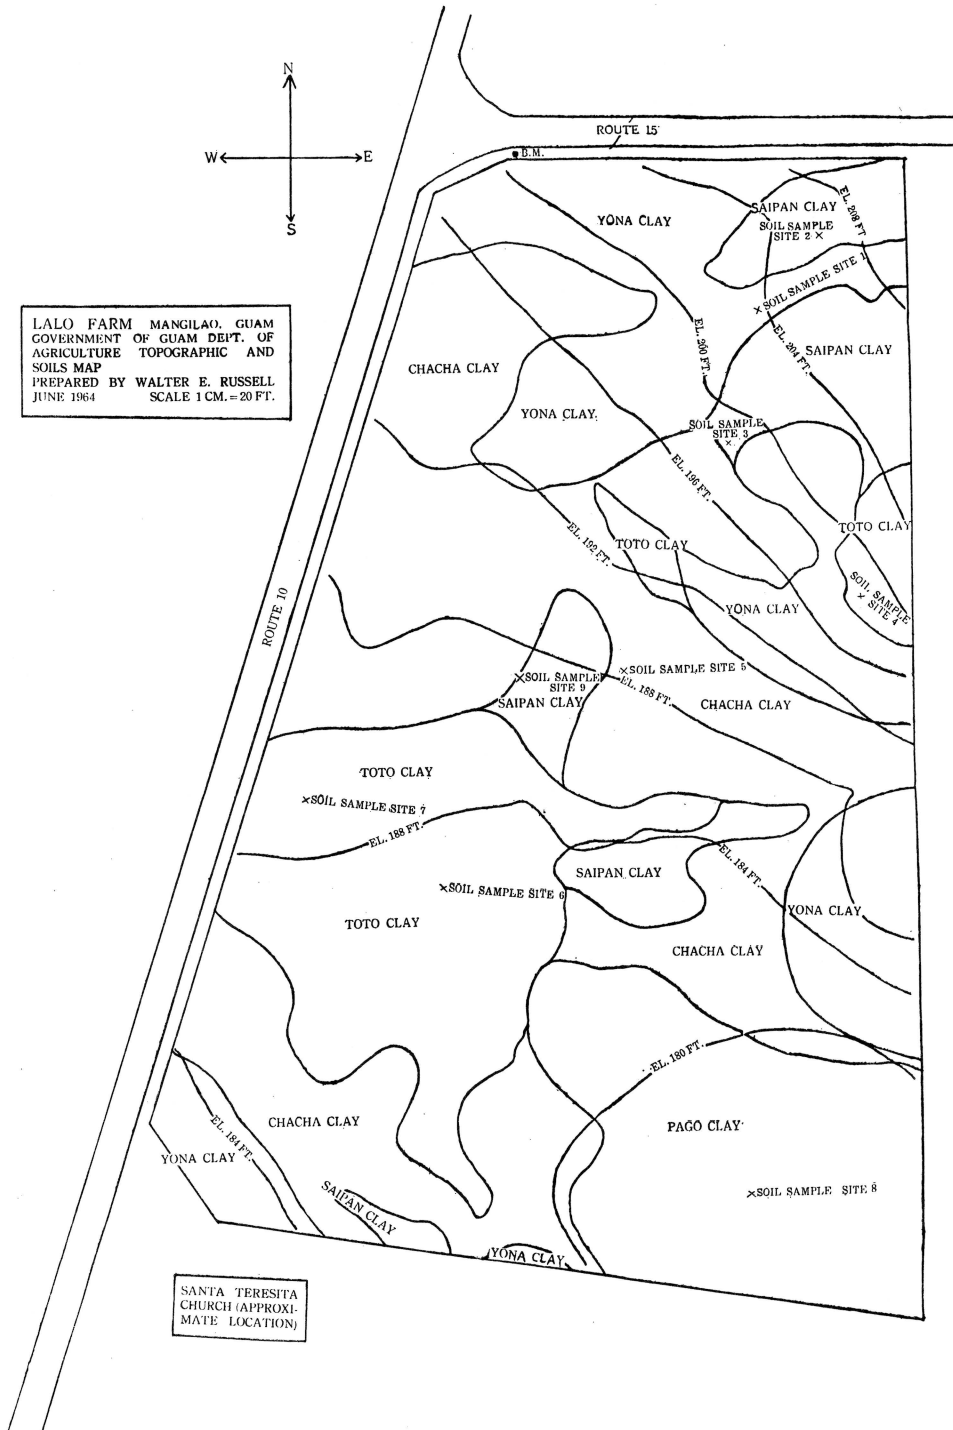 N
W
E
S
ROUTE 15
B.M.
YONA CLAY
SAIPAN CLAY
SOIL SAMPLE
SITE 2
EL. 208 FT
SOIL SAMPLE SITE 1
LALO FARM MANGILAO, GUAM
GOVERNMENT OF GUAM DEPT. OF
AGRICULTURE TOPOGRAPHIC AND
SOILS MAP
PREPARED BY WALTER E. RUSSELL
JUNE 1964 SCALE 1 CM. = 20 FT.
EL. 200 FT.
EL. 204 FT.
SAIPAN CLAY
CHACHA CLAY
YONA CLAY
SOIL SAMPLE
SITE 3
EL. 196 FT.
EL. 192 FT.
TOTO CLAY
TOTO CLAY
SOIL SAMPLE
SITE 4
YONA CLAY
ROUTE 10
SOIL SAMPLE SITE 5
SOIL SAMPLE
SITE 9
EL. 188 FT.
SAIPAN CLAY
CHACHA CLAY
TOTO CLAY
SOIL SAMPLE SITE 7
EL. 188 FT.
EL. 184 FT.
SAIPAN CLAY
SOIL SAMPLE SITE 6
YONA CLAY
TOTO CLAY
CHACHA CLAY
EL. 180 FT.
CHACHA CLAY
PAGO CLAY
EL. 184 FT.
YONA CLAY
SOIL SAMPLE SITE 8
SAIPAN CLAY
YONA CLAY
SANTA TERESITA
CHURCH (APPROXI-
MATE LOCATION)